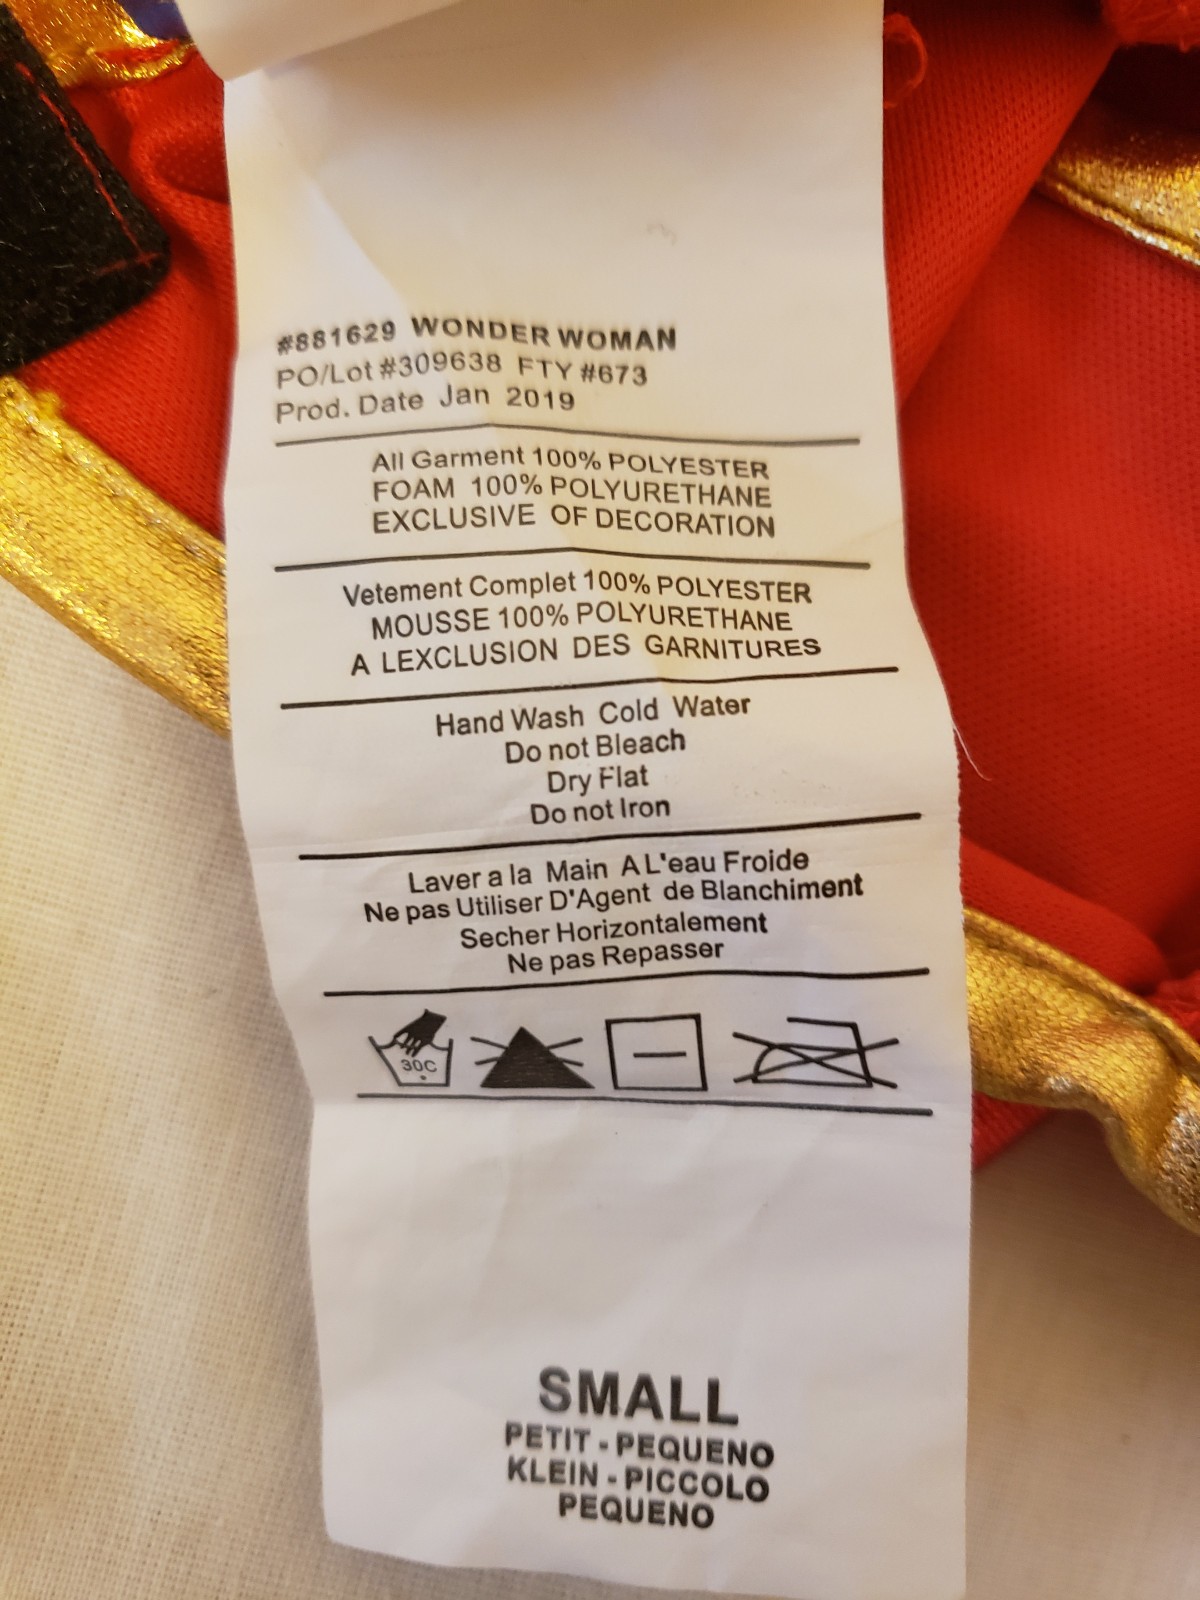 #881629 WONDER WOMAN
PO/Lot #309638 FTY #673
Prod. Date Jan 2019
All Garment 100% POLYESTER
FOAM 100% POLYURETHANE
EXCLUSIVE OF DECORATION
Vetement Complet 100% POLYESTER
MOUSSE 100% POLYURETHANE
A LEXCLUSION DES GARNITURES
Hand Wash Cold Water
Do not Bleach
Dry Flat
Do not Iron
Laver a la Main A L'eau Froide
Ne pas Utiliser D'Agent de Blanchiment
Secher Horizontalement
Ne pas Repasser
30C
SMALL
PETIT - PEQUENO
KLEIN - PICCOLO
PEQUENO